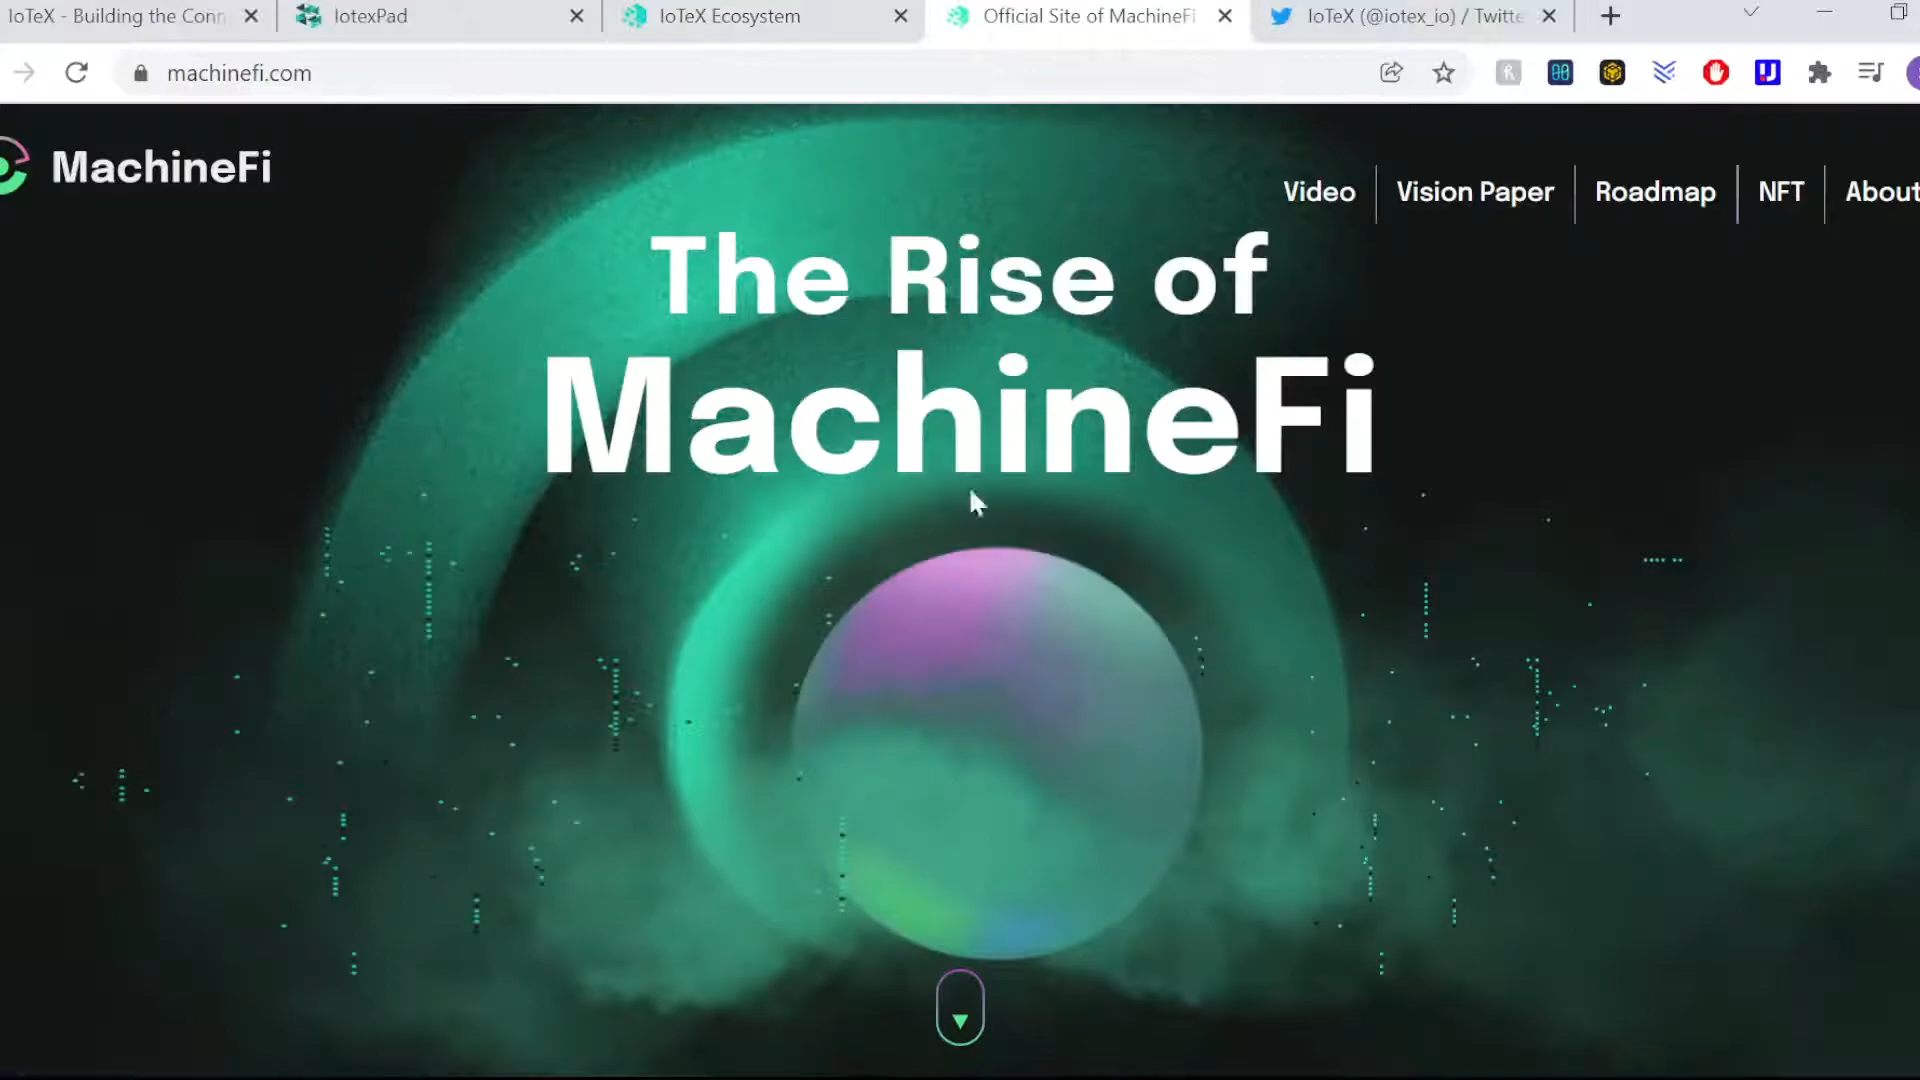 IoTeX - Building the Conn
IotexPad
IoTeX Ecosystem
Official Site of MachineFi
IoTeX (@iotex_io) / Twitte
machinefi.com
MachineFi
Video
Vision Paper
Roadmap
NFT
About
The Rise of
MachineFi